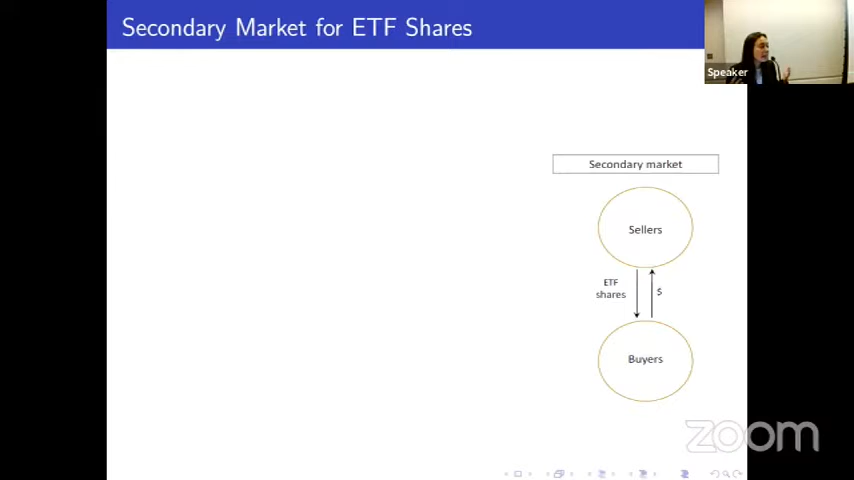 Secondary Market for ETF Shares
Speaker
Secondary market
Sellers
ETF
shares
$
Buyers
zoom